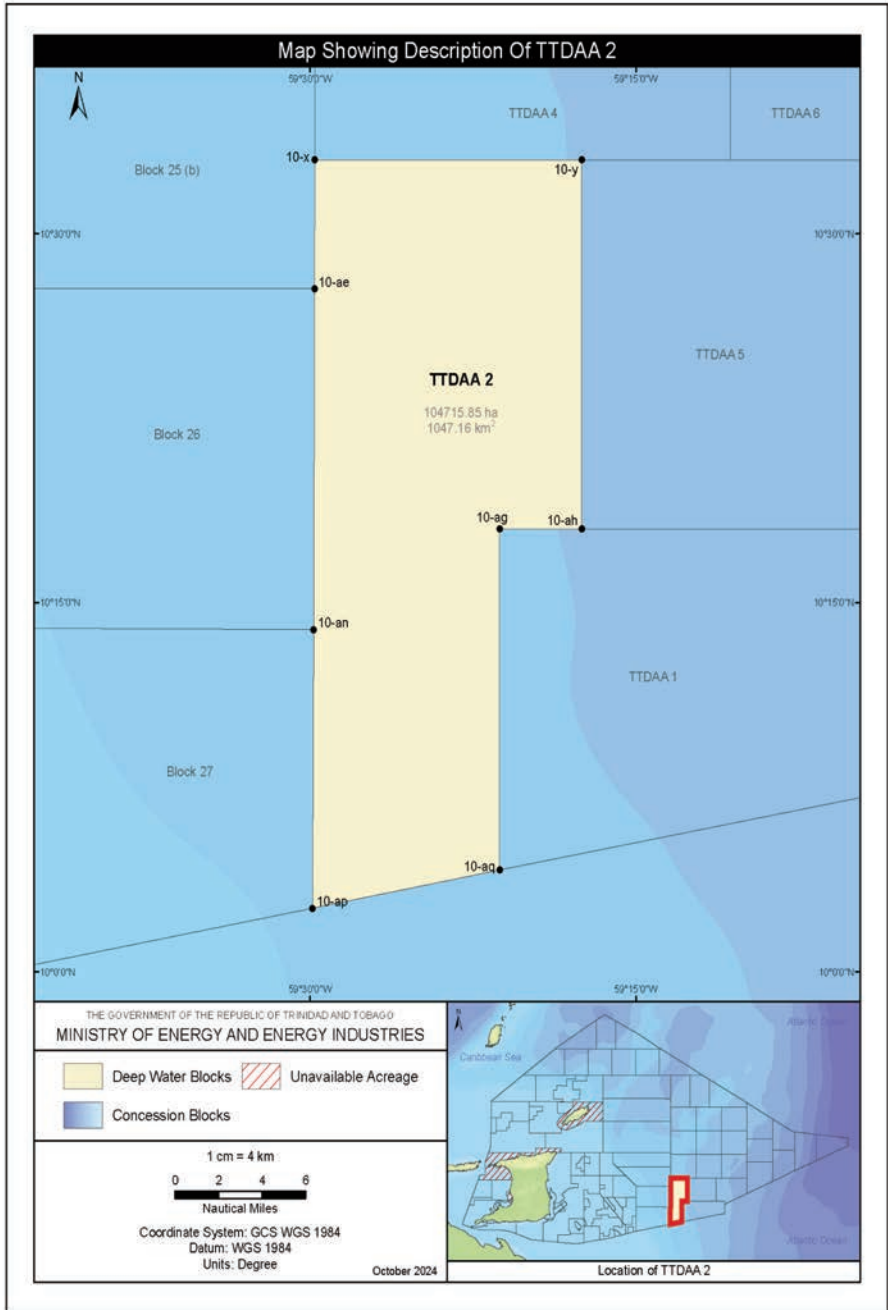 Map Showing Description Of TTDAA 2
59°30'0"W
59°15'0"W
N
TTDAA 4
TTDAA 6
10-x
10-y
Block 25 (b)
10°30'0"N
10°30'0"N
10-ae
TTDAA 5
TTDAA 2
104715.85 ha
1047.16 km²
Block 26
10-ag
10-ah
10°15'0"N
10°15'0"N
10-an
TTDAA 1
Block 27
10-aq
10-ap
10°0'0"N
10°0'0"N
59°30'0"W
59°15'0"W
THE GOVERNMENT OF THE REPUBLIC OF TRINIDAD AND TOBAGO
MINISTRY OF ENERGY AND ENERGY INDUSTRIES
Deep Water Blocks
Unavailable Acreage
Concession Blocks
1 cm = 4 km
0 2 4 6
Nautical Miles
Coordinate System: GCS WGS 1984
Datum: WGS 1984
Units: Degree
October 2024
N
Atlantic Ocean
Caribbean Sea
Atlantic Ocean
Location of TTDAA 2